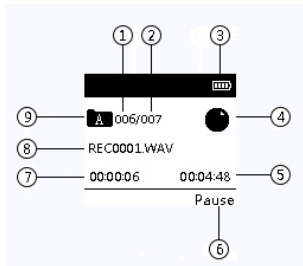 ① ② ③
⑨ A 006/007 ④
⑧ REC0001.WAV
⑦ 00:00:06 00:04:48 ⑤
Pause
⑥